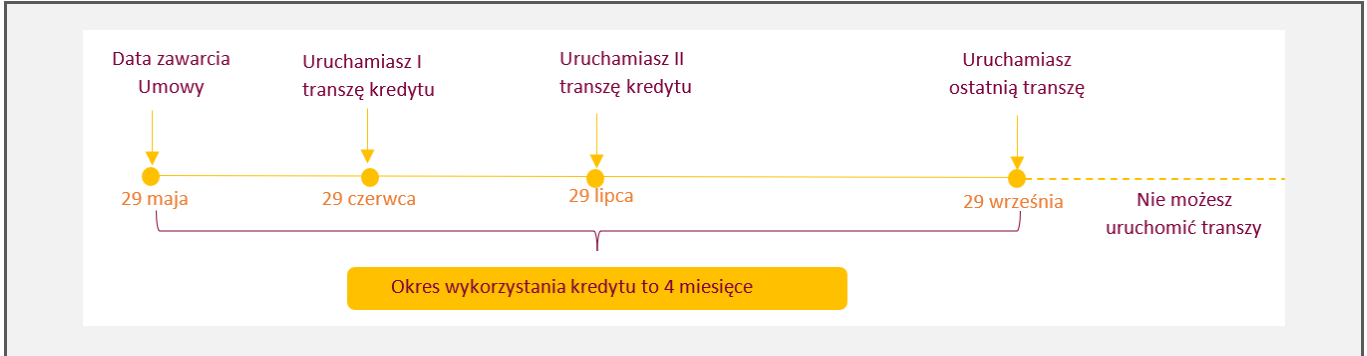 Data zawarcia
Umowy
Uruchamiasz I
transzę kredytu
Uruchamiasz II
transzę kredytu
Uruchamiasz
ostatnią transzę
29 maja
29 czerwca
29 lipca
29 września
Nie możesz
uruchomić transzy
Okres wykorzystania kredytu to 4 miesięce